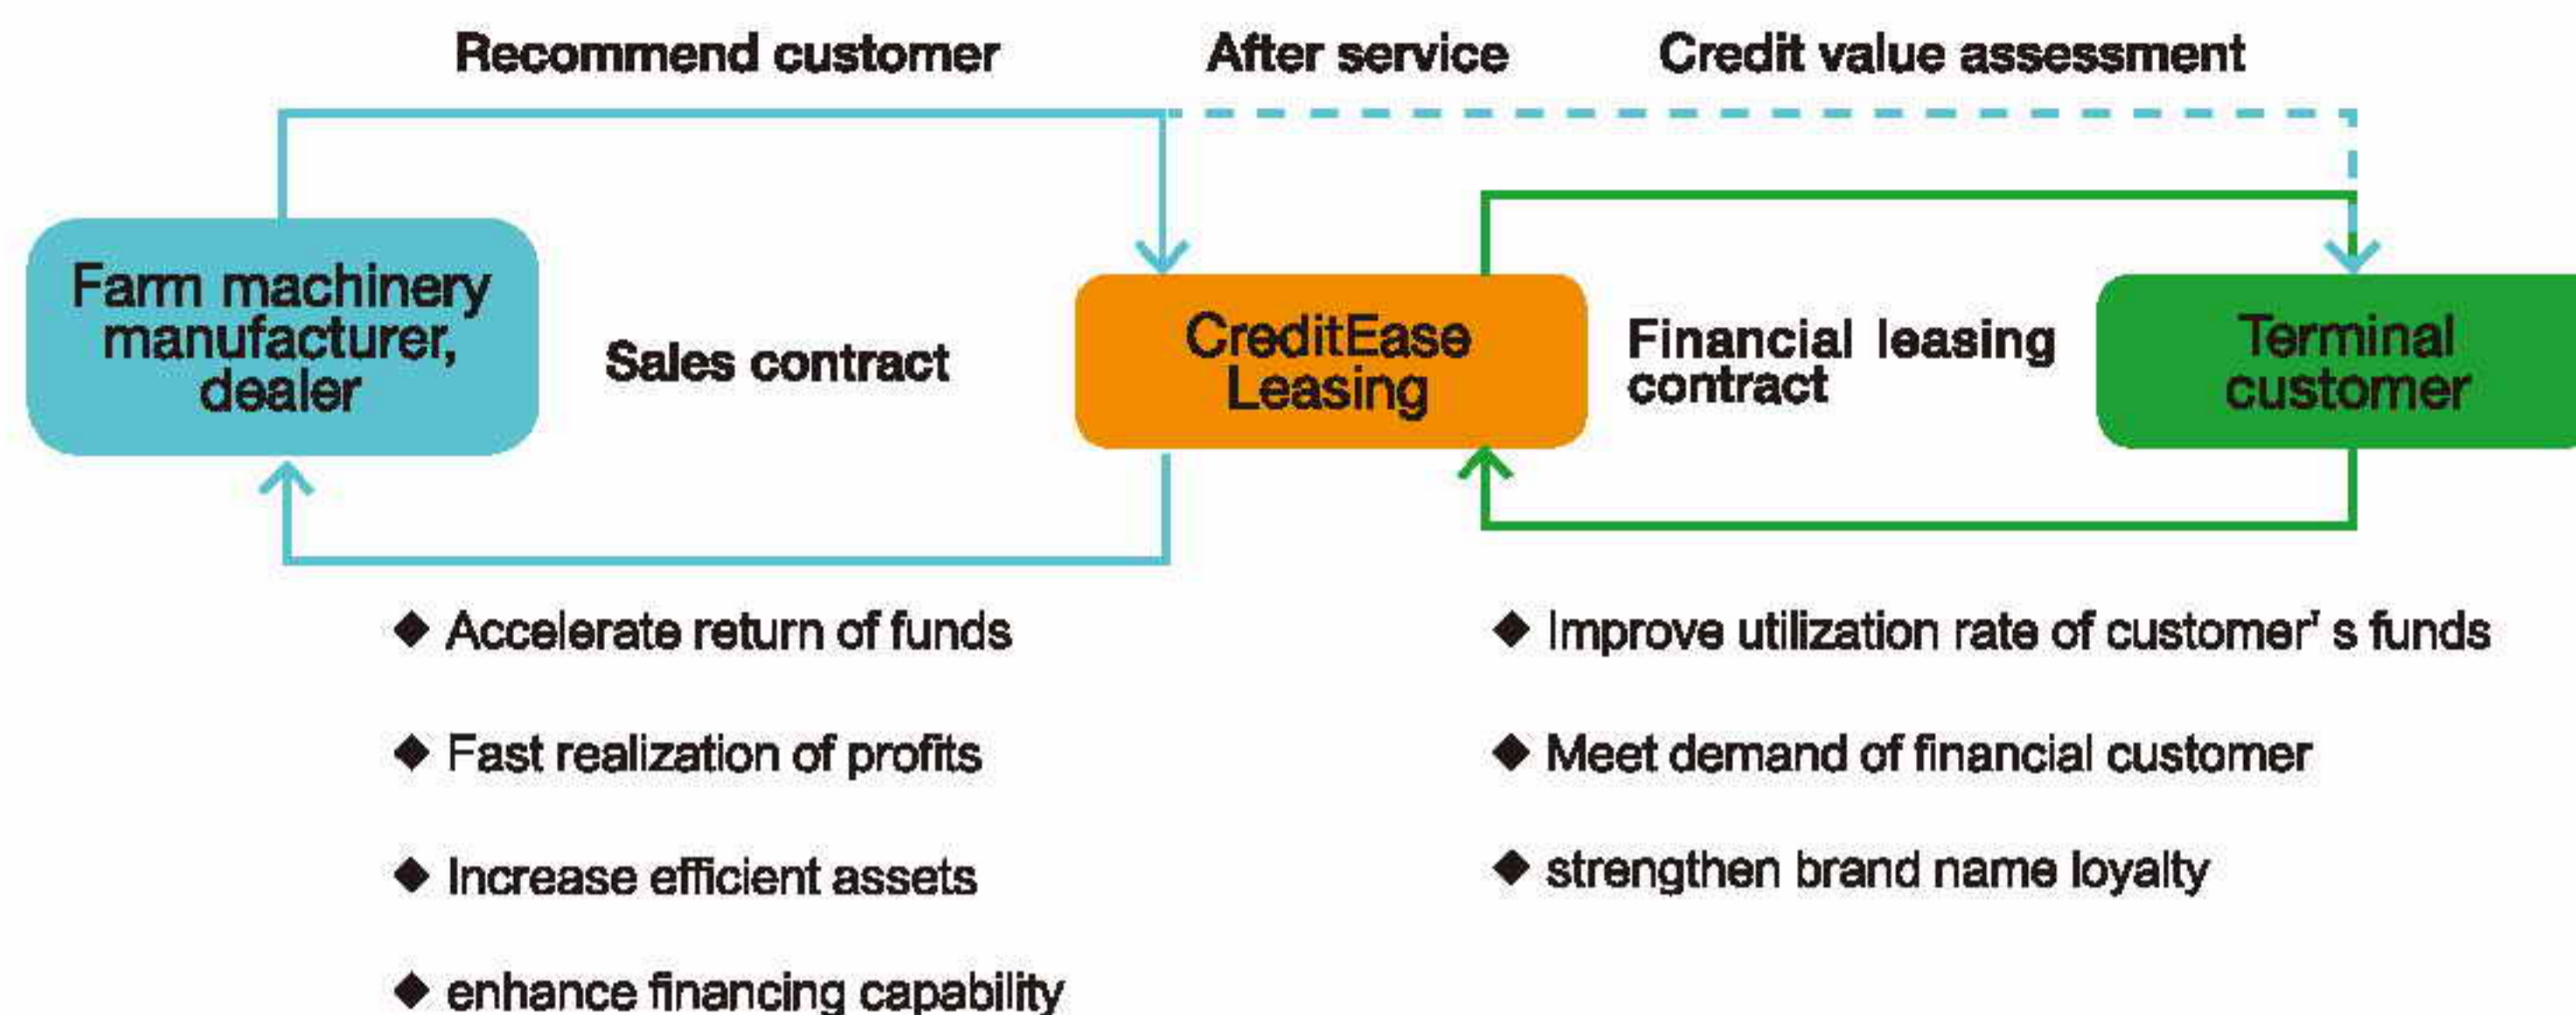 Recommend customer
After service
Credit value assessment
Farm machinery
manufacturer,
dealer
Sales contract
CreditEase
Leasing
Financial leasing
contract
Terminal
customer
◆ Accelerate return of funds
◆ Fast realization of profits
◆ Increase efficient assets
◆ enhance financing capability
◆ Improve utilization rate of customer' s funds
◆ Meet demand of financial customer
◆ strengthen brand name loyalty